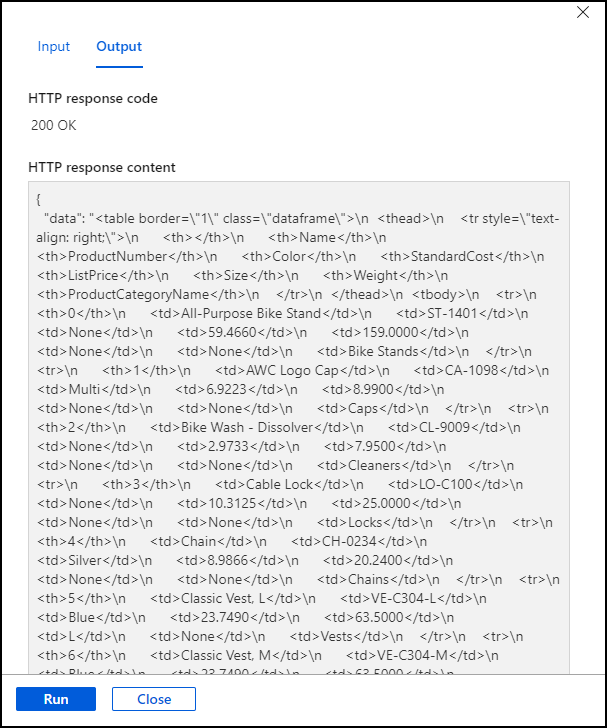 Input Output
HTTP response code
200 OK
HTTP response content
{
"data": "<table border=\"1\" class=\"dataframe\">\n <thead>\n <tr style=\"text-
align: right;\">\n <th></th>\n <th>Name</th>\n
<th>ProductNumber</th>\n <th>Color</th>\n <th>StandardCost</th>\n
<th>ListPrice</th>\n <th>Size</th>\n <th>Weight</th>\n
<th>ProductCategoryName</th>\n </tr>\n </thead>\n <tbody>\n <tr>\n
<th>0</th>\n <td>All-Purpose Bike Stand</td>\n <td>ST-1401</td>\n
<td>None</td>\n <td>59.4660</td>\n <td>159.0000</td>\n
<td>None</td>\n <td>None</td>\n <td>Bike Stands</td>\n </tr>\n
<tr>\n <th>1</th>\n <td>AWC Logo Cap</td>\n <td>CA-1098</td>\n
<td>Multi</td>\n <td>6.9223</td>\n <td>8.9900</td>\n
<td>None</td>\n <td>None</td>\n <td>Caps</td>\n </tr>\n <tr>\n
<th>2</th>\n <td>Bike Wash - Dissolver</td>\n <td>CL-9009</td>\n
<td>None</td>\n <td>2.9733</td>\n <td>7.9500</td>\n
<td>None</td>\n <td>None</td>\n <td>Cleaners</td>\n </tr>\n
<tr>\n <th>3</th>\n <td>Cable Lock</td>\n <td>LO-C100</td>\n
<td>None</td>\n <td>10.3125</td>\n <td>25.0000</td>\n
<td>None</td>\n <td>None</td>\n <td>Locks</td>\n </tr>\n <tr>\n
<th>4</th>\n <td>Chain</td>\n <td>CH-0234</td>\n
<td>Silver</td>\n <td>8.9866</td>\n <td>20.2400</td>\n
<td>None</td>\n <td>None</td>\n <td>Chains</td>\n </tr>\n <tr>\n
<th>5</th>\n <td>Classic Vest, L</td>\n <td>VE-C304-L</td>\n
<td>Blue</td>\n <td>23.7490</td>\n <td>63.5000</td>\n
<td>L</td>\n <td>None</td>\n <td>Vests</td>\n </tr>\n <tr>\n
<th>6</th>\n <td>Classic Vest, M</td>\n <td>VE-C304-M</td>\n
<td>Blue</td>\n <td>23.7490</td>\n <td>63.5000</td>\n
Run Close